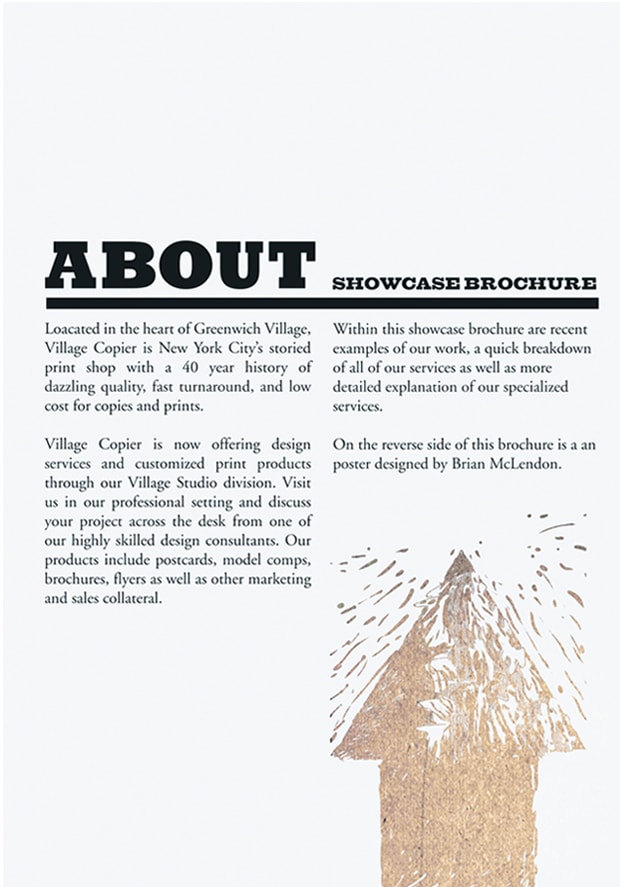 ABOUT SHOWCASE BROCHURE
Loacated in the heart of Greenwich Village,
Village Copier is New York City's storied
print shop with a 40 year history of
dazzling quality, fast turnaround, and low
cost for copies and prints.
Village Copier is now offering design
services and customized print products
through our Village Studio division. Visit
us in our professional setting and discuss
your project across the desk from one of
our highly skilled design consultants. Our
products include postcards, model comps,
brochures, flyers as well as other marketing
and sales collateral.
Within this showcase brochure are recent
examples of our work, a quick breakdown
of all of our services as well as more
detailed explanation of our specialized
services.
On the reverse side of this brochure is a an
poster designed by Brian McLendon.